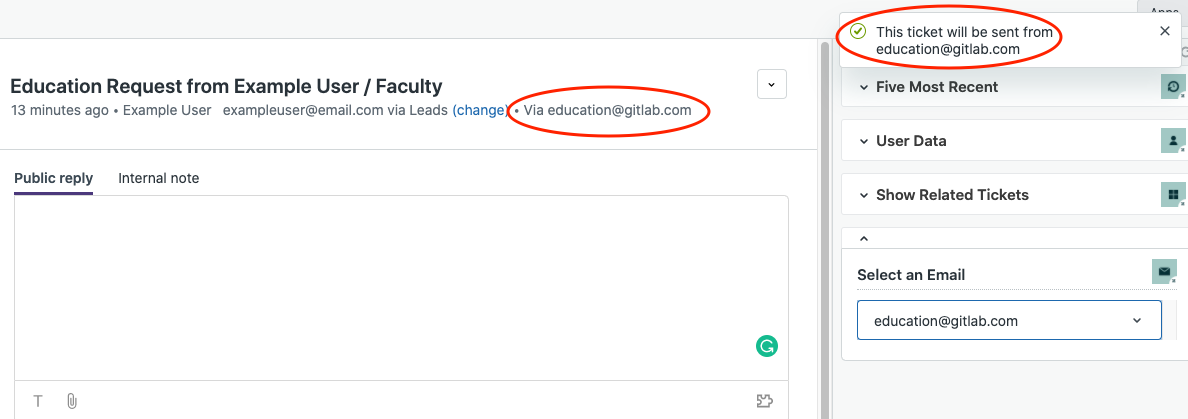 Apps
This ticket will be sent from
education@gitlab.com
Education Request from Example User / Faculty
13 minutes ago • Example User exampleuser@email.com via Leads (change) • Via education@gitlab.com
Public reply Internal note
T
Five Most Recent
User Data
Show Related Tickets
Select an Email
education@gitlab.com